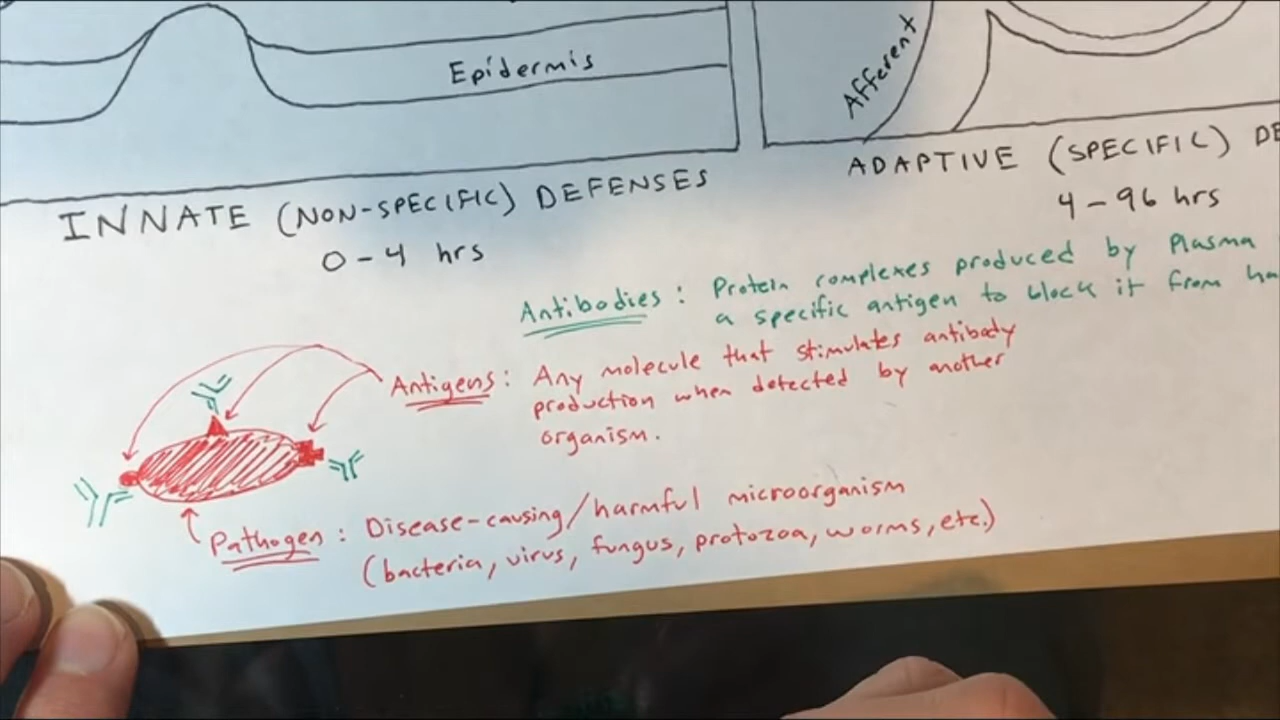 Epidermis
Afferent
INNATE (NON-SPECIFIC) DEFENSES
0-4 hrs
ADAPTIVE (SPECIFIC)
4-96 hrs
Antibodies: Protein complexes produced by Plasma
a specific antigen to block it from
Antigens: Any molecule that stimulates antibody
production when detected by another
organism.
Pathogen: Disease-causing/harmful microorganism
(bacteria, virus, fungus, protozoa, worms, etc.)